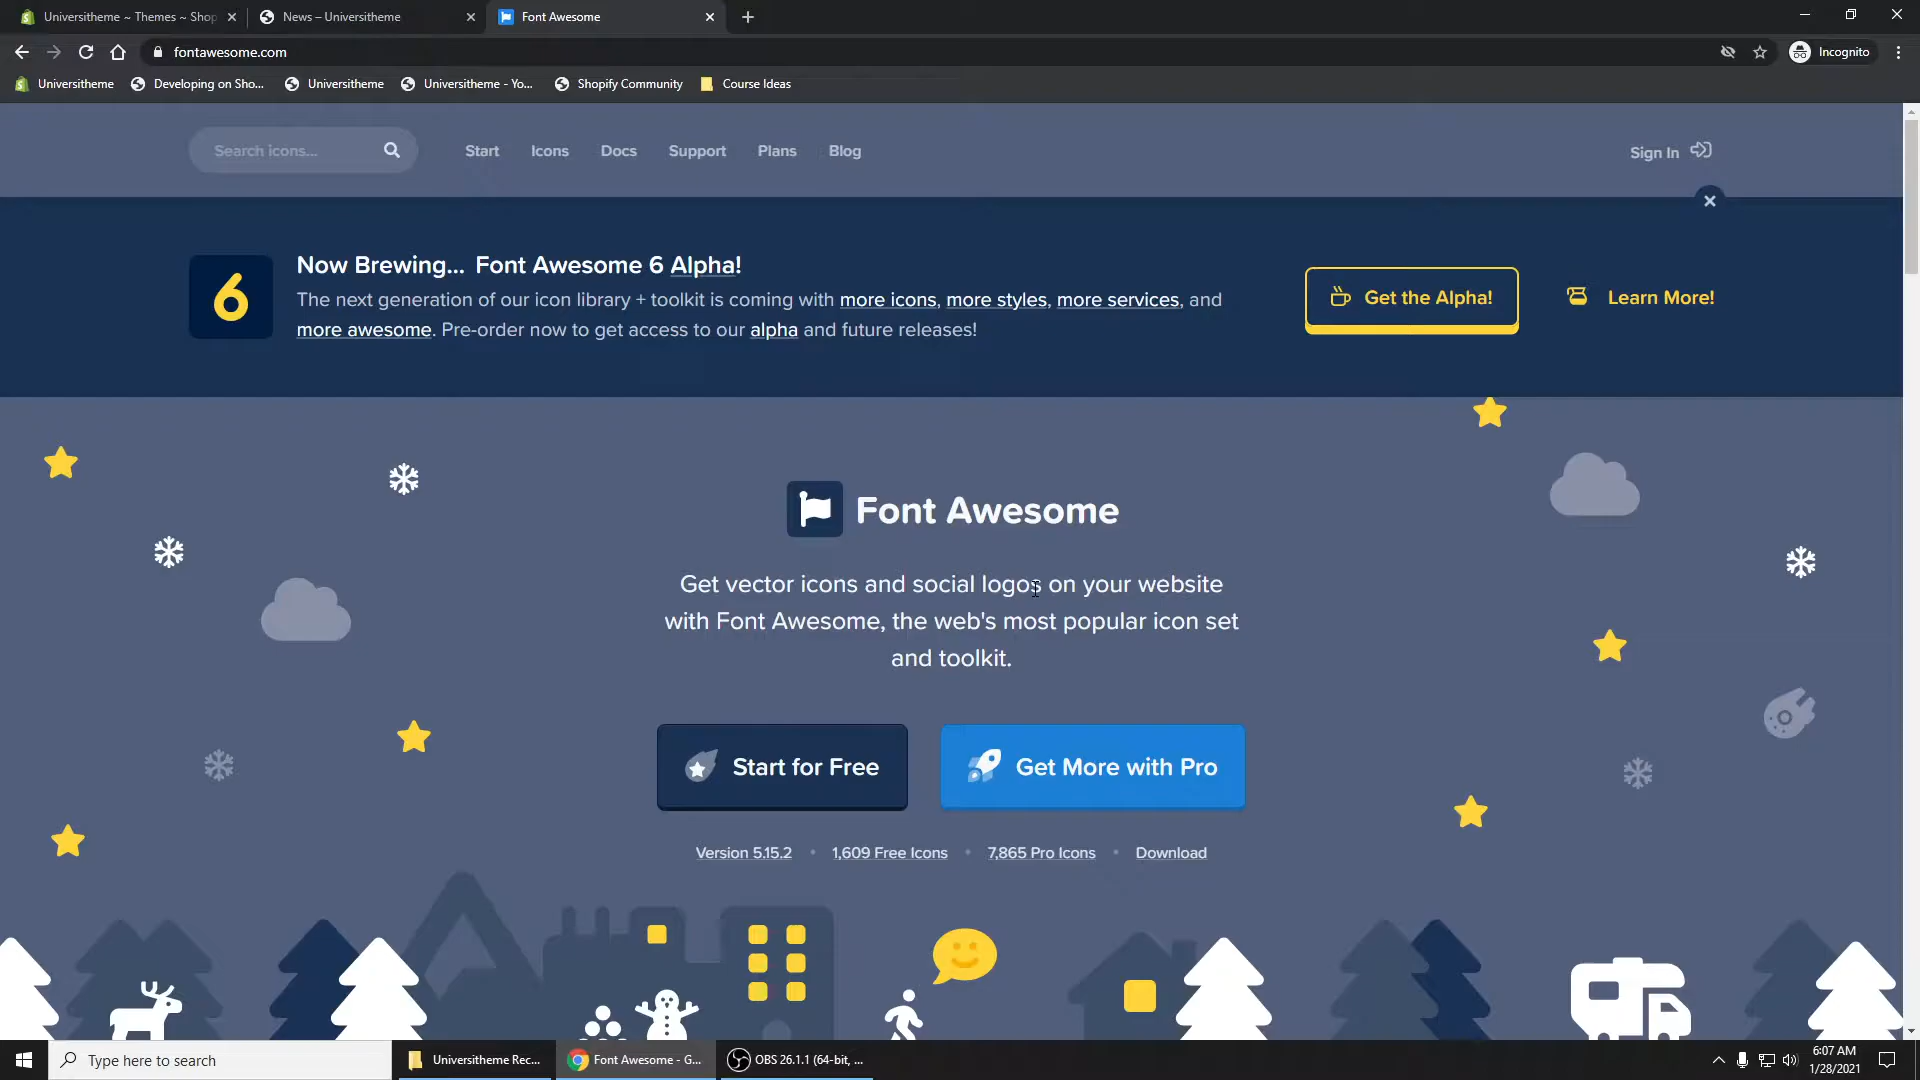 Universitheme ~ Themes ~ Shop
News – Universitheme
Font Awesome
fontawesome.com
Incognito
Universitheme
Developing on Sho...
Universitheme
Universitheme - Yo...
Shopify Community
Course Ideas
Search icons...
Start
Icons
Docs
Support
Plans
Blog
Sign In
6
Now Brewing... Font Awesome 6 Alpha!
The next generation of our icon library + toolkit is coming with more icons, more styles, more services, and
more awesome. Pre-order now to get access to our alpha and future releases!
Get the Alpha!
Learn More!
Font Awesome
Get vector icons and social logos on your website
with Font Awesome, the web's most popular icon set
and toolkit.
Start for Free
Get More with Pro
Version 5.15.2
1,609 Free Icons
7,865 Pro Icons
Download
Type here to search
Universitheme Rec...
Font Awesome - G...
OBS 26.1.1 (64-bit, ...
6:07 AM
1/28/2021